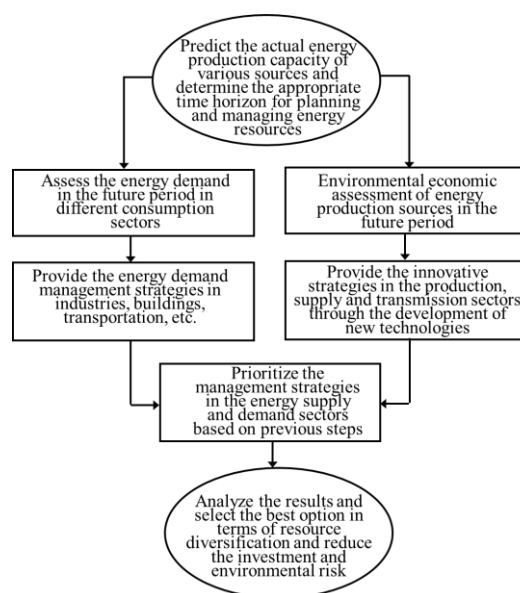 Predict the actual energy
production capacity of
various sources and
determine the appropriate
time horizon for planning
and managing energy
resources
Assess the energy demand
in the future period in
different consumption
sectors
Environmental economic
assessment of energy
production sources in the
future period
Provide the energy demand
management strategies in
industries, buildings,
transportation, etc.
Provide the innovative
strategies in the production,
supply and transmission sectors
through the development of
new technologies
Prioritize the
management strategies
in the energy supply
and demand sectors
based on previous steps
Analyze the results and
select the best option in
terms of resource
diversification and reduce
the investment and
environmental risk